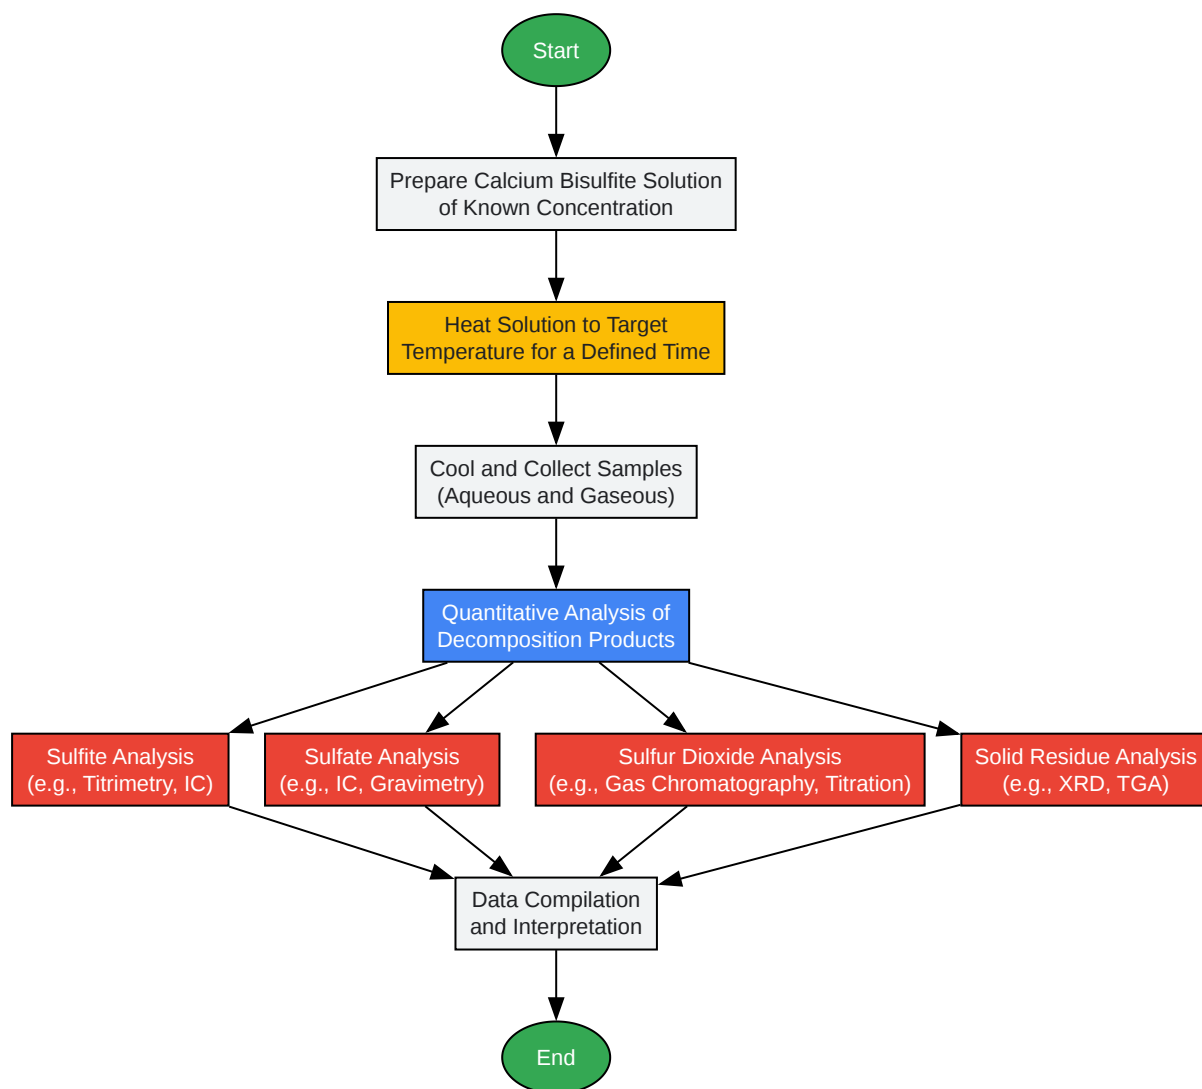 Start
Prepare Calcium Bisulfite Solution
of Known Concentration
Heat Solution to Target
Temperature for a Defined Time
Cool and Collect Samples
(Aqueous and Gaseous)
Quantitative Analysis of
Decomposition Products
Sulfite Analysis
(e.g., Titrimetry, IC)
Sulfate Analysis
(e.g., IC, Gravimetry)
Sulfur Dioxide Analysis
(e.g., Gas Chromatography, Titration)
Solid Residue Analysis
(e.g., XRD, TGA)
Data Compilation
and Interpretation
End